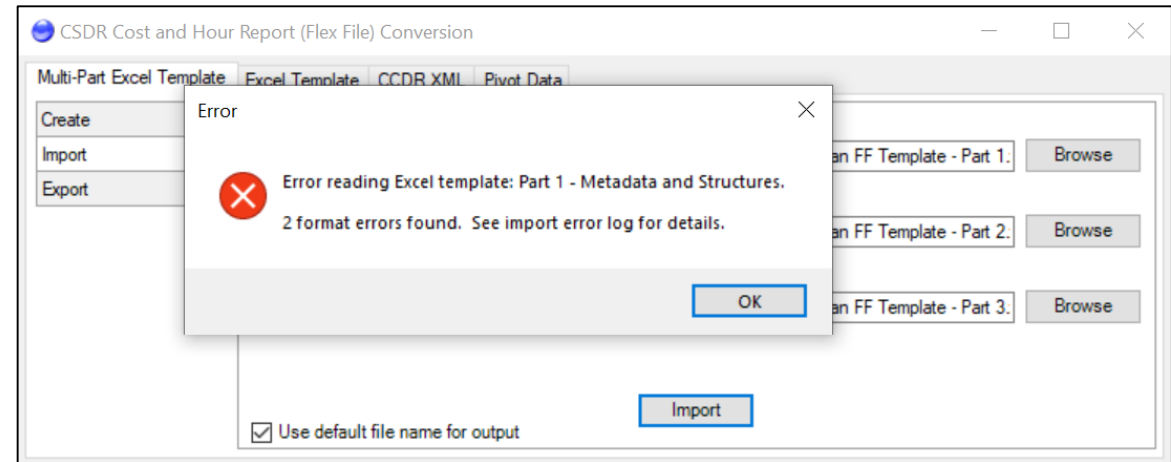 CSDR Cost and Hour Report (Flex File) Conversion
Multi-Part Excel Template Excel Template CCDR XML Pivot Data
Error
Create
Import
Export
Error reading Excel template: Part 1 - Metadata and Structures.
2 format errors found. See import error log for details.
OK
an FF Template - Part 1. Browse
an FF Template - Part 2. Browse
an FF Template - Part 3. Browse
Import
Use default file name for output